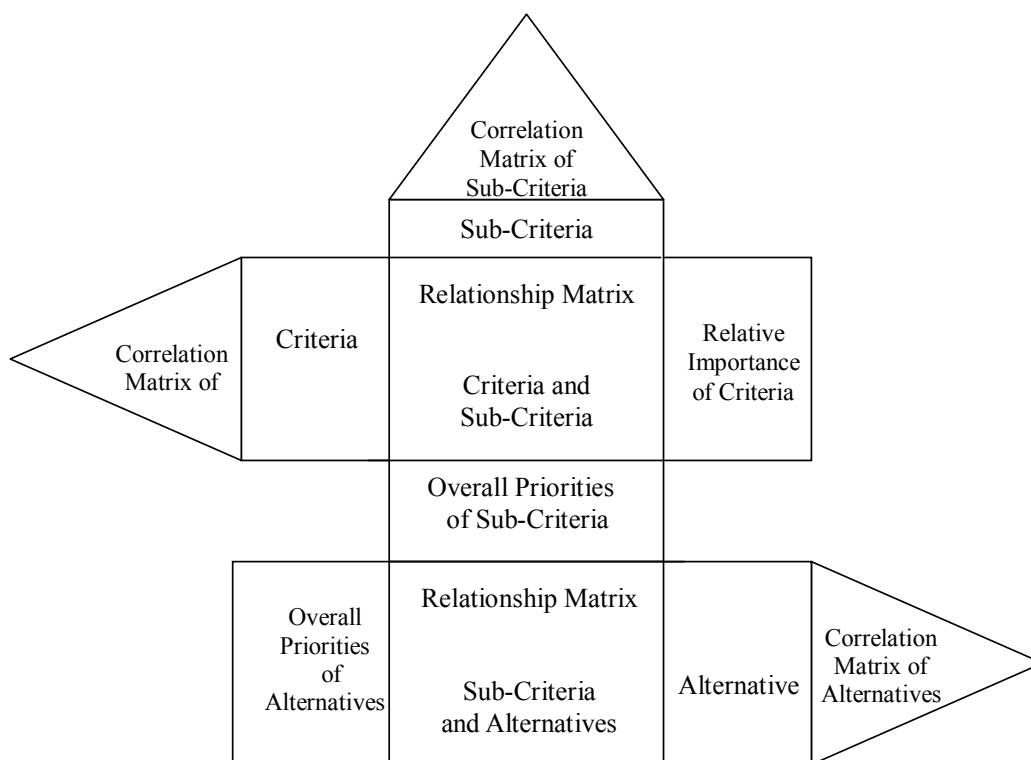 Correlation
Matrix of
Sub-Criteria
Sub-Criteria
Correlation
Matrix of
Criteria
Relationship Matrix
Criteria and
Sub-Criteria
Relative
Importance
of Criteria
Overall Priorities
of Sub-Criteria
Overall
Priorities
of
Alternatives
Relationship Matrix
Sub-Criteria
and Alternatives
Alternative
Correlation
Matrix of
Alternatives